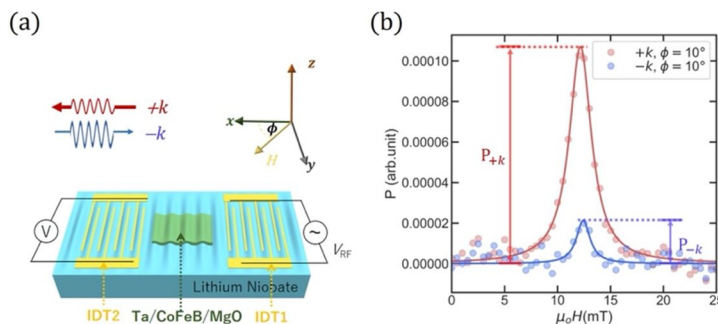 (a)
z
+k
−k
x
ϕ
H
y
V
~
V_RF
Lithium Niobate
IDT2
Ta/CoFeB/MgO
IDT1
(b)
+k, ϕ = 10°
−k, ϕ = 10°
P (arb.unit)
0.00010
0.00008
0.00006
0.00004
0.00002
0.00000
P+k
P−k
0 5 10 15 20 25
μoH(mT)